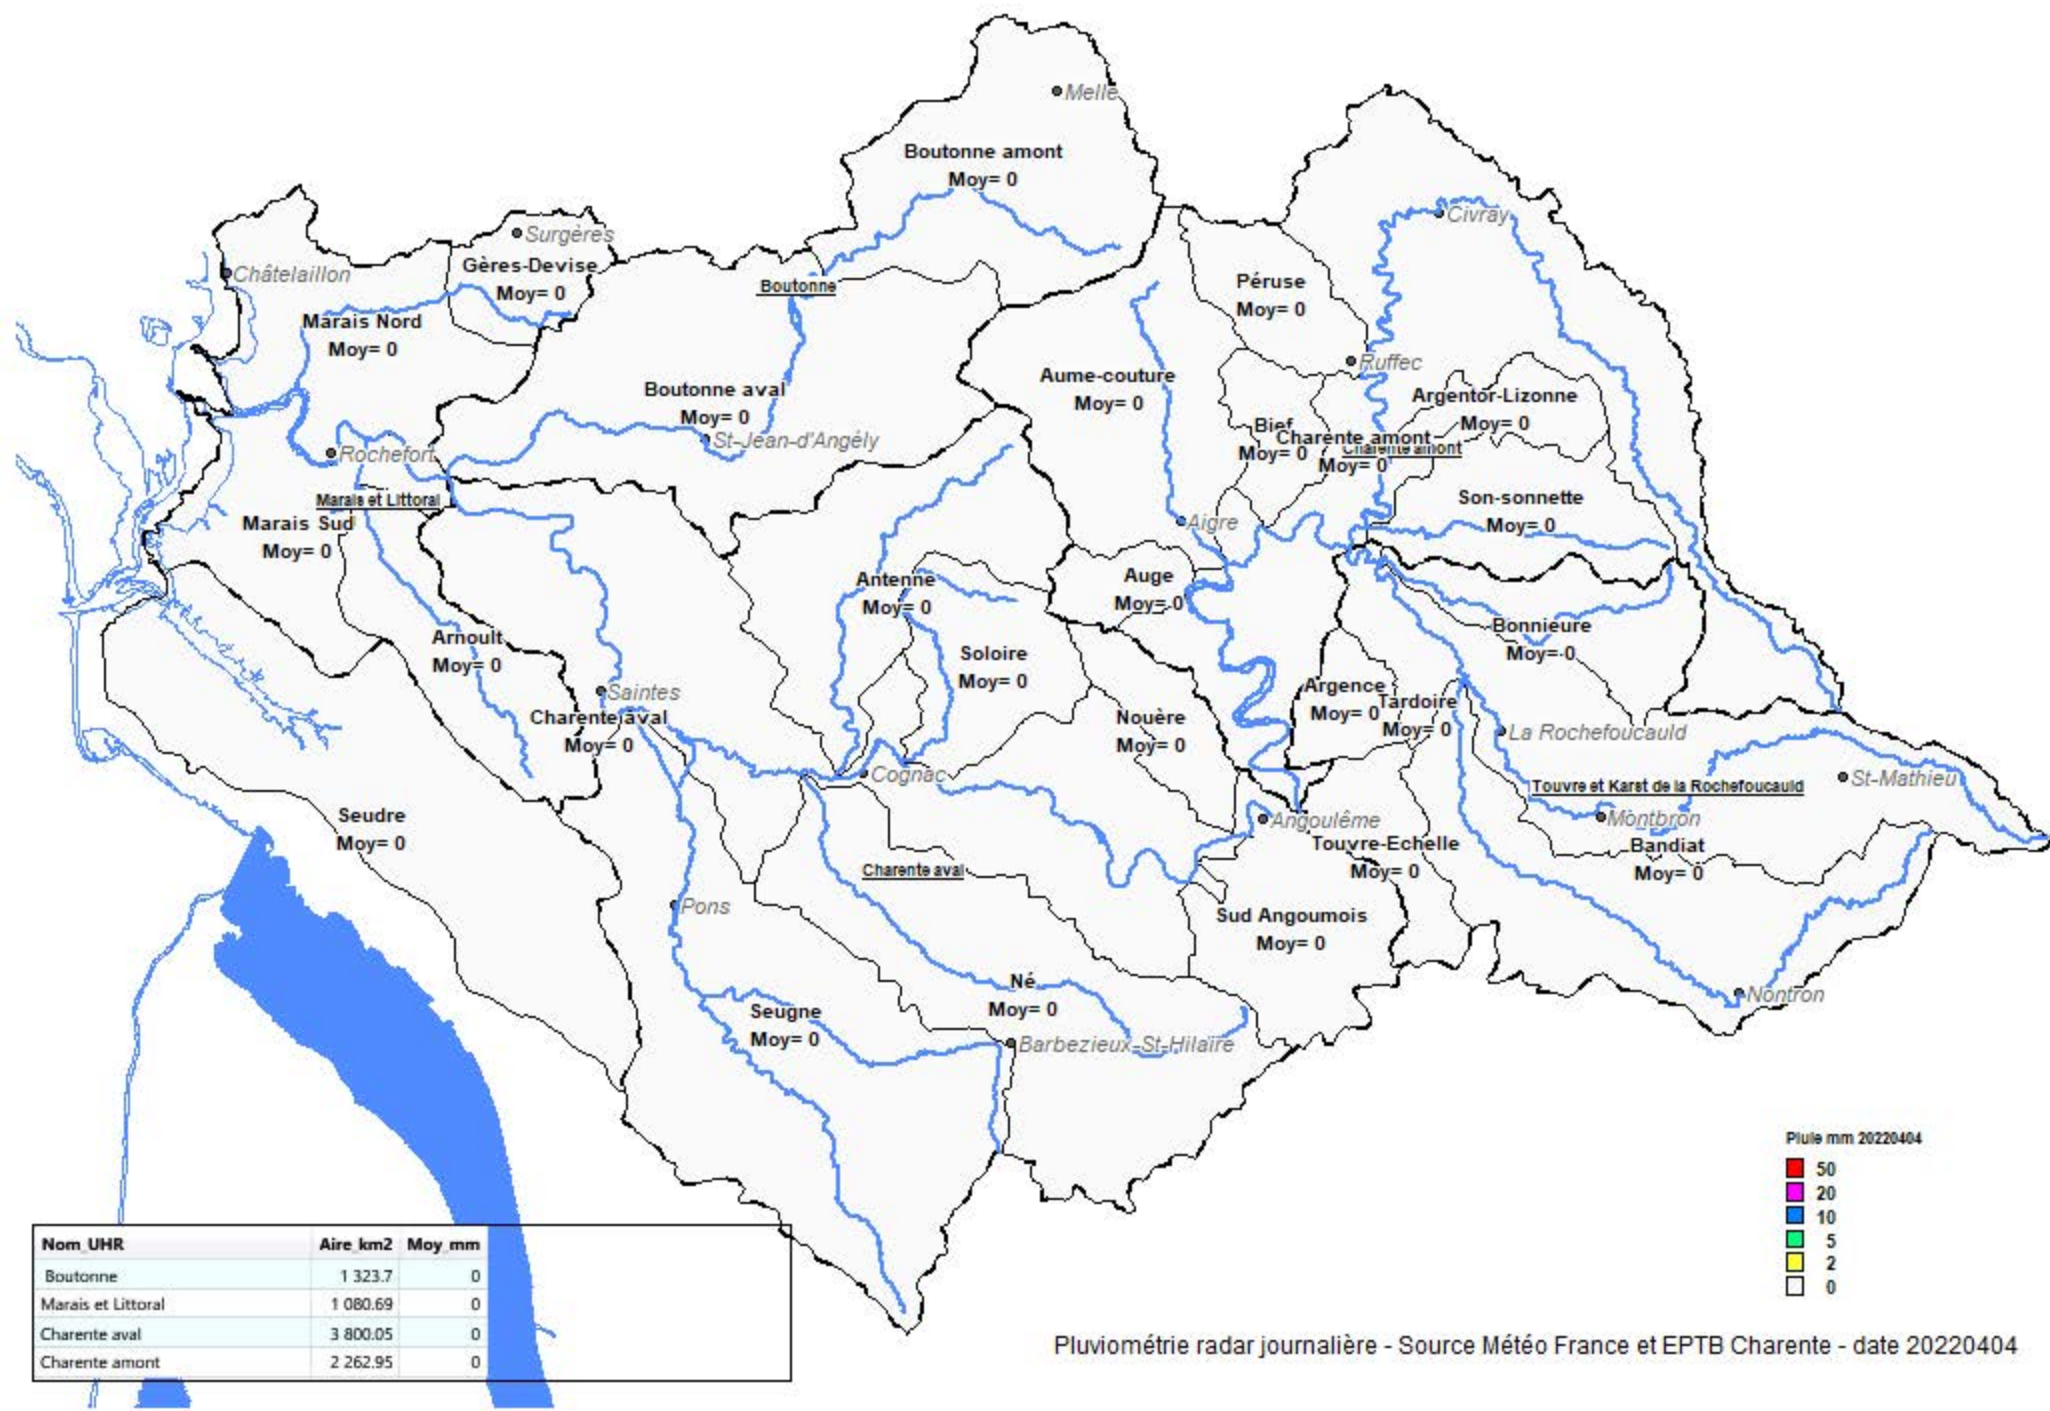 Melle
Boutonne amont
Moy= 0
Civray
Surgères
Châtelaillon
Gères-Devise
Moy= 0
Boutonne
Péruse
Moy= 0
Marais Nord
Moy= 0
Ruffec
Aume-couture
Moy= 0
Boutonne aval
Moy= 0
Argentor-Lizonne
Moy= 0
Bief
Moy= 0
Charente amont
Moy= 0
Charente amont
St-Jean-d'Angély
Rochefort
Marais et Littoral
Son-sonnette
Moy= 0
Marais Sud
Moy= 0
Aigre
Antenne
Moy= 0
Auge
Moy= 0
Bonnieure
Moy= 0
Arnoult
Moy= 0
Soloire
Moy= 0
Saintes
Argence
Moy= 0
Tardoire
Moy= 0
Charente aval
Moy= 0
Nouère
Moy= 0
La Rochefoucauld
Cognac
St-Mathieu
Touvre et Karst de la Rochefoucauld
Seudre
Moy= 0
Angoulême
Montbron
Touvre-Echelle
Moy= 0
Bandiat
Moy= 0
Charente aval
Pons
Sud Angoumois
Moy= 0
Né
Moy= 0
Nontron
Seugne
Moy= 0
Barbezieux-St-Hilaire
Pluie mm 20220404
50
20
10
5
2
0
Nom_UHR Aire_km2 Moy_mm
Boutonne 1 323.7 0
Marais et Littoral 1 080.69 0
Charente aval 3 800.05 0
Charente amont 2 262.95 0
Pluviométrie radar journalière - Source Météo France et EPTB Charente - date 20220404